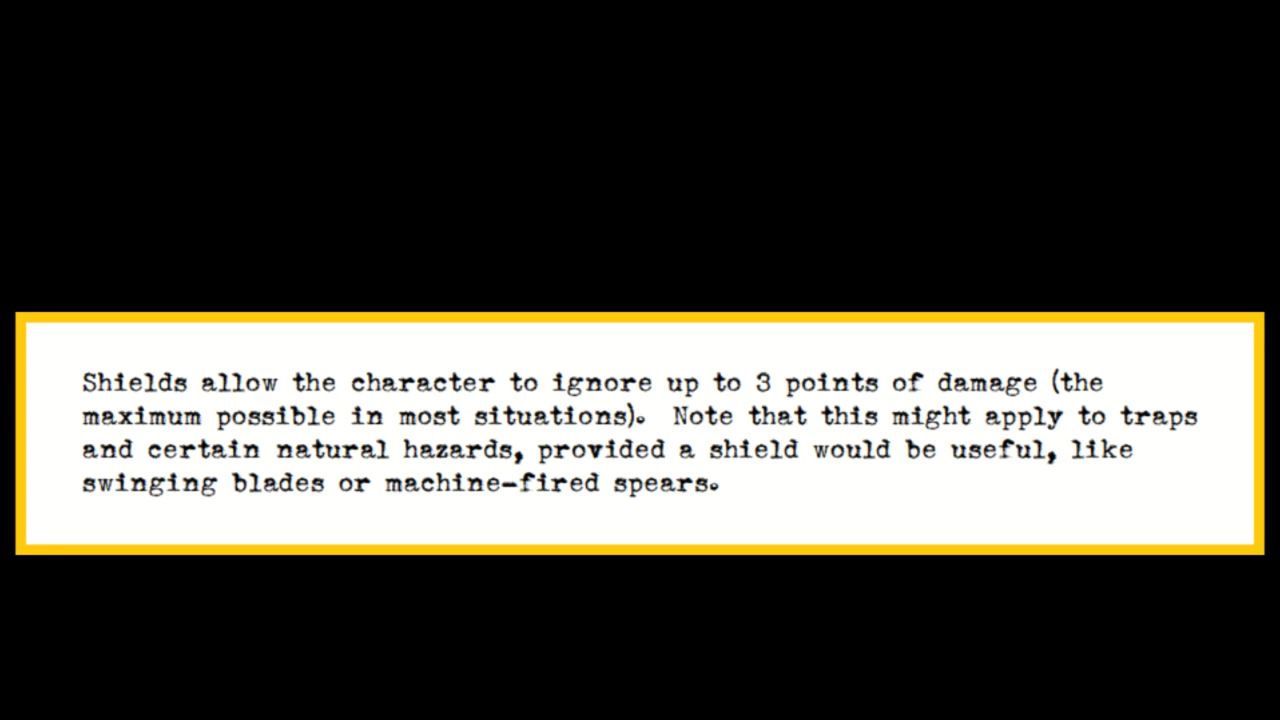 Shields allow the character to ignore up to 3 points of damage (the
maximum possible in most situations).  Note that this might apply to traps
and certain natural hazards, provided a shield would be useful, like
swinging blades or machine-fired spears.